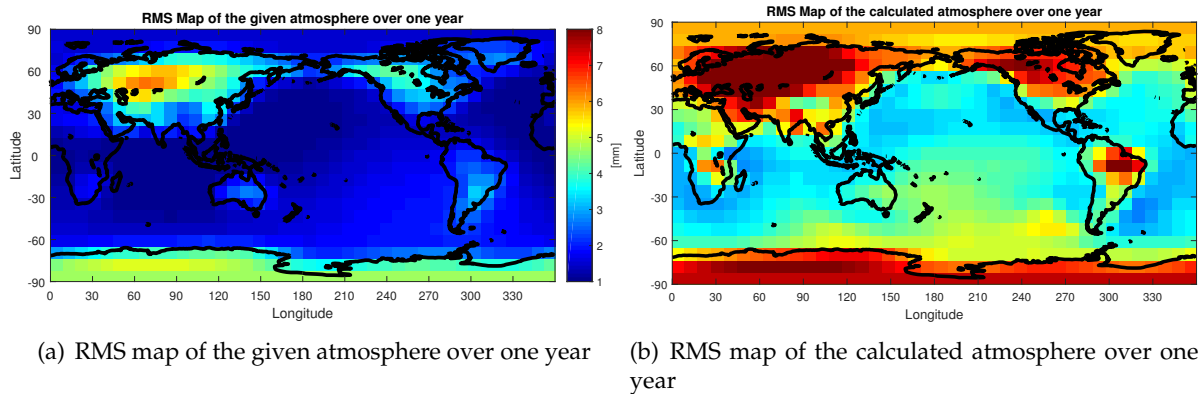 RMS Map of the given atmosphere over one year
90
60
30
0
-30
-60
-90
Latitude
0 30 60 90 120 150 180 210 240 270 300 330
Longitude
8
7
6
5
4
3
2
1
[mm]
(a) RMS map of the given atmosphere over one year
RMS Map of the calculated atmosphere over one year
90
60
30
0
-30
-60
-90
Latitude
0 30 60 90 120 150 180 210 240 270 300 330
Longitude
(b) RMS map of the calculated atmosphere over one
year